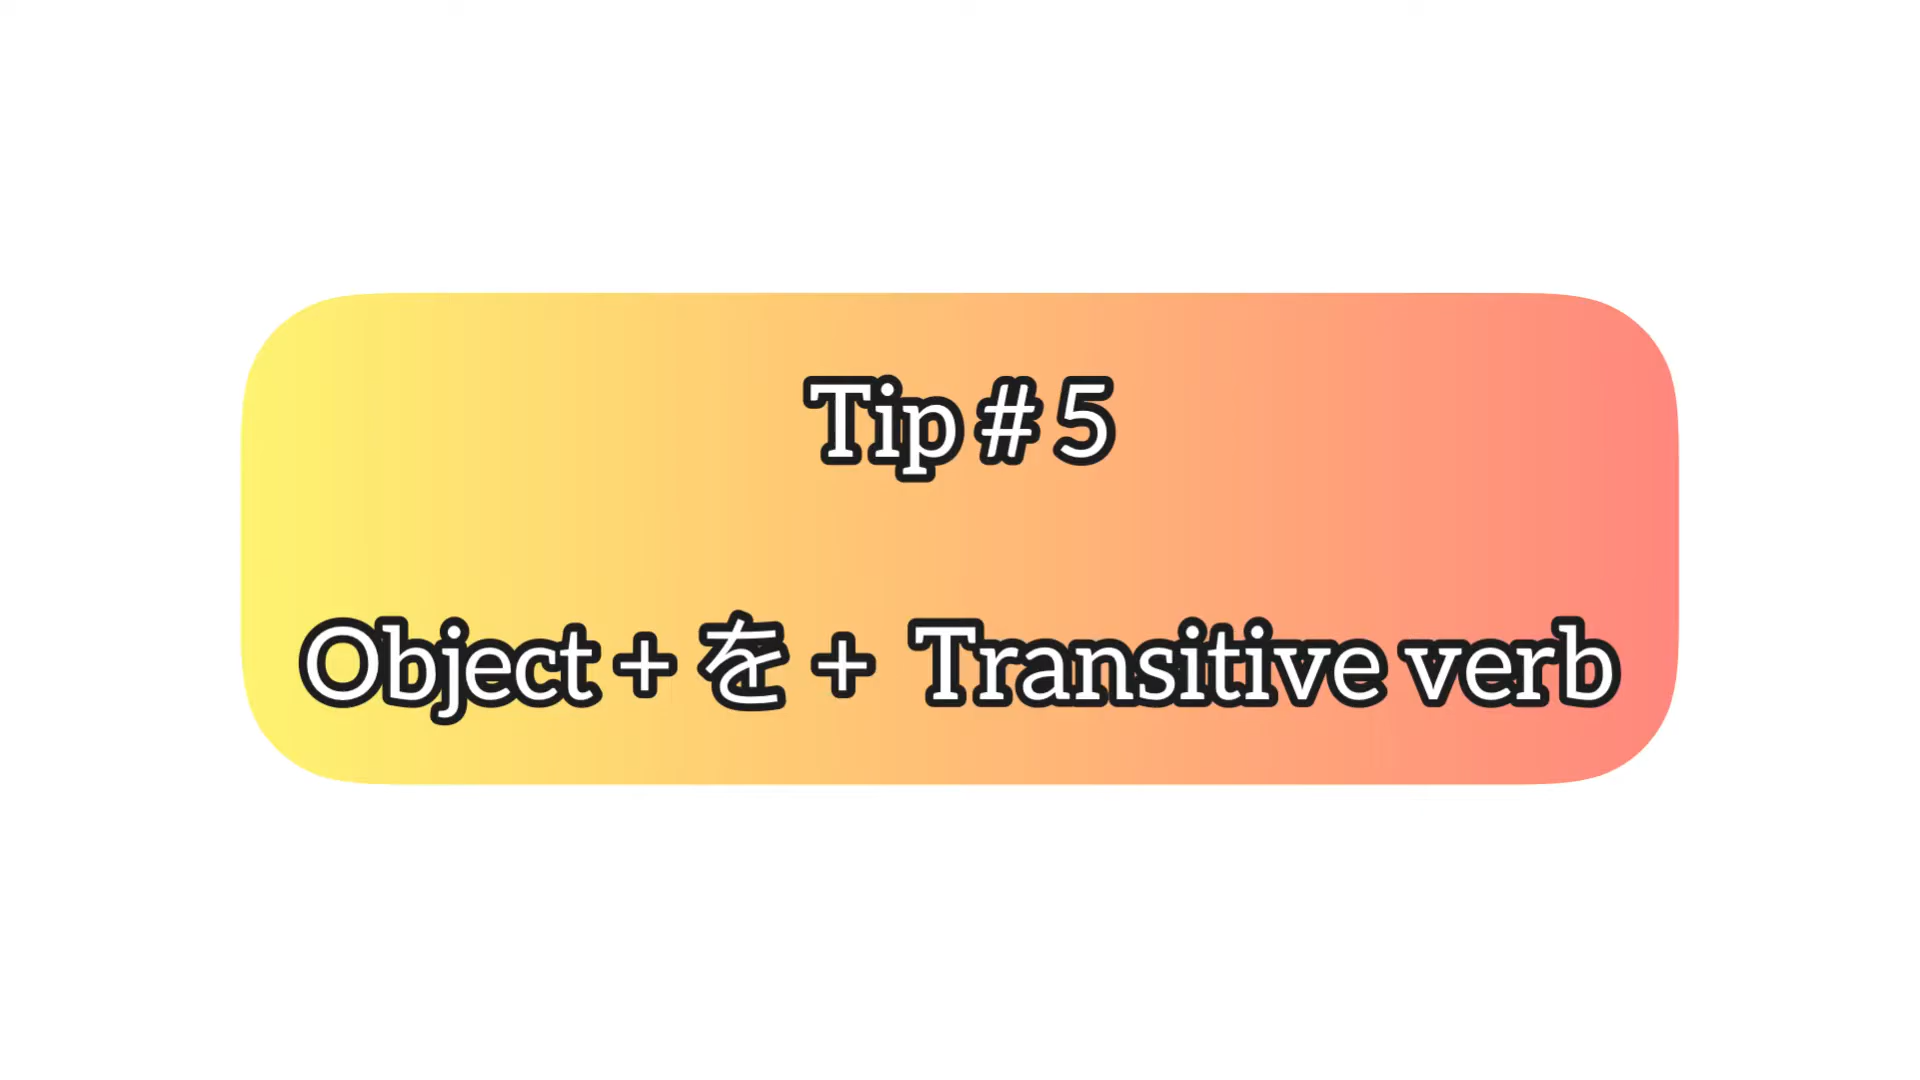 Tip # 5
Object + を + Transitive verb